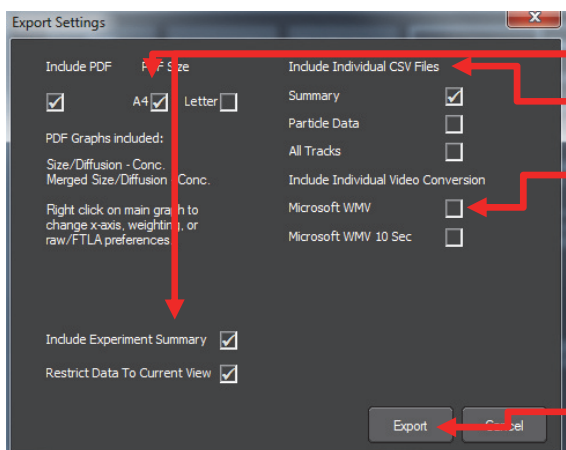 Export Settings
Include PDF PDF Size
A4 Letter
PDF Graphs included:
Size/Diffusion - Conc.
Merged Size/Diffusion - Conc.
Right click on main graph to
change x-axis, weighting, or
raw/FTLA preferences
Include Experiment Summary
Restrict Data To Current View
Include Individual CSV Files
Summary
Particle Data
All Tracks
Include Individual Video Conversion
Microsoft WMV
Microsoft WMV 10 Sec
Export Cancel